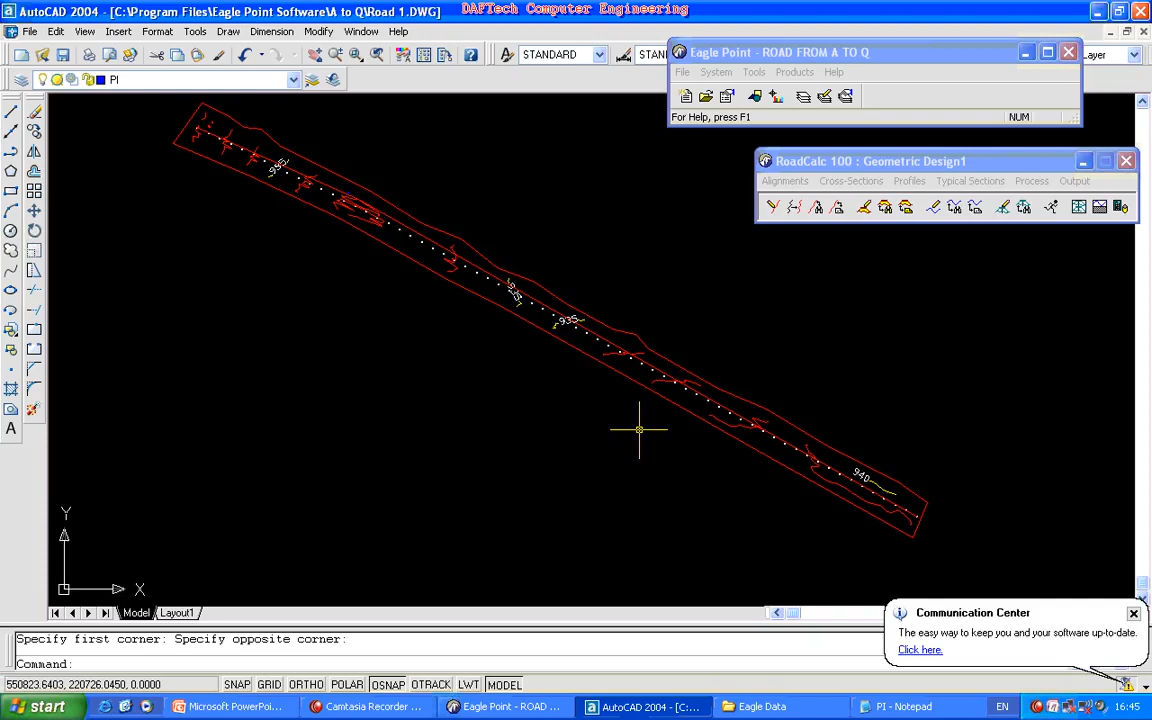 AutoCAD 2004 - [C:\Program Files\Eagle Point Software\A to Q\Road 1.DWG]
DAFTech Computer Engineering
File Edit View Insert Format Tools Draw Dimension Modify Window Help
STANDARD
STAN
Layer
PI
Eagle Point - ROAD FROM A TO Q
File System Tools Products Help
For Help, press F1
NUM
RoadCalc 100 : Geometric Design1
Alignments Cross-Sections Profiles Typical Sections Process Output
995
935
935
940
Y
X
A
Model Layout1
Specify first corner: Specify opposite corner:
Command:
Communication Center
The easy way to keep you and your software up-to-date.
Click here.
550823.6403, 220726.0450, 0.0000
SNAP GRID ORTHO POLAR OSNAP OTRACK LWT MODEL
start
Microsoft PowerPoi...
Camtasia Recorder ...
Eagle Point - ROAD ...
AutoCAD 2004 - [C:...
Eagle Data
PI - Notepad
EN
16:45